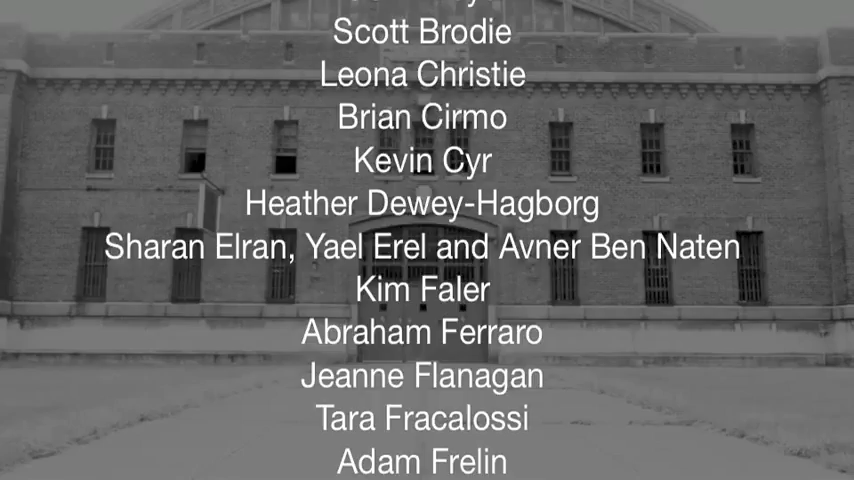 Scott Brodie
Leona Christie
Brian Cirmo
Kevin Cyr
Heather Dewey-Hagborg
Sharan Elran, Yael Erel and Avner Ben Naten
Kim Faler
Abraham Ferraro
Jeanne Flanagan
Tara Fracalossi
Adam Frelin